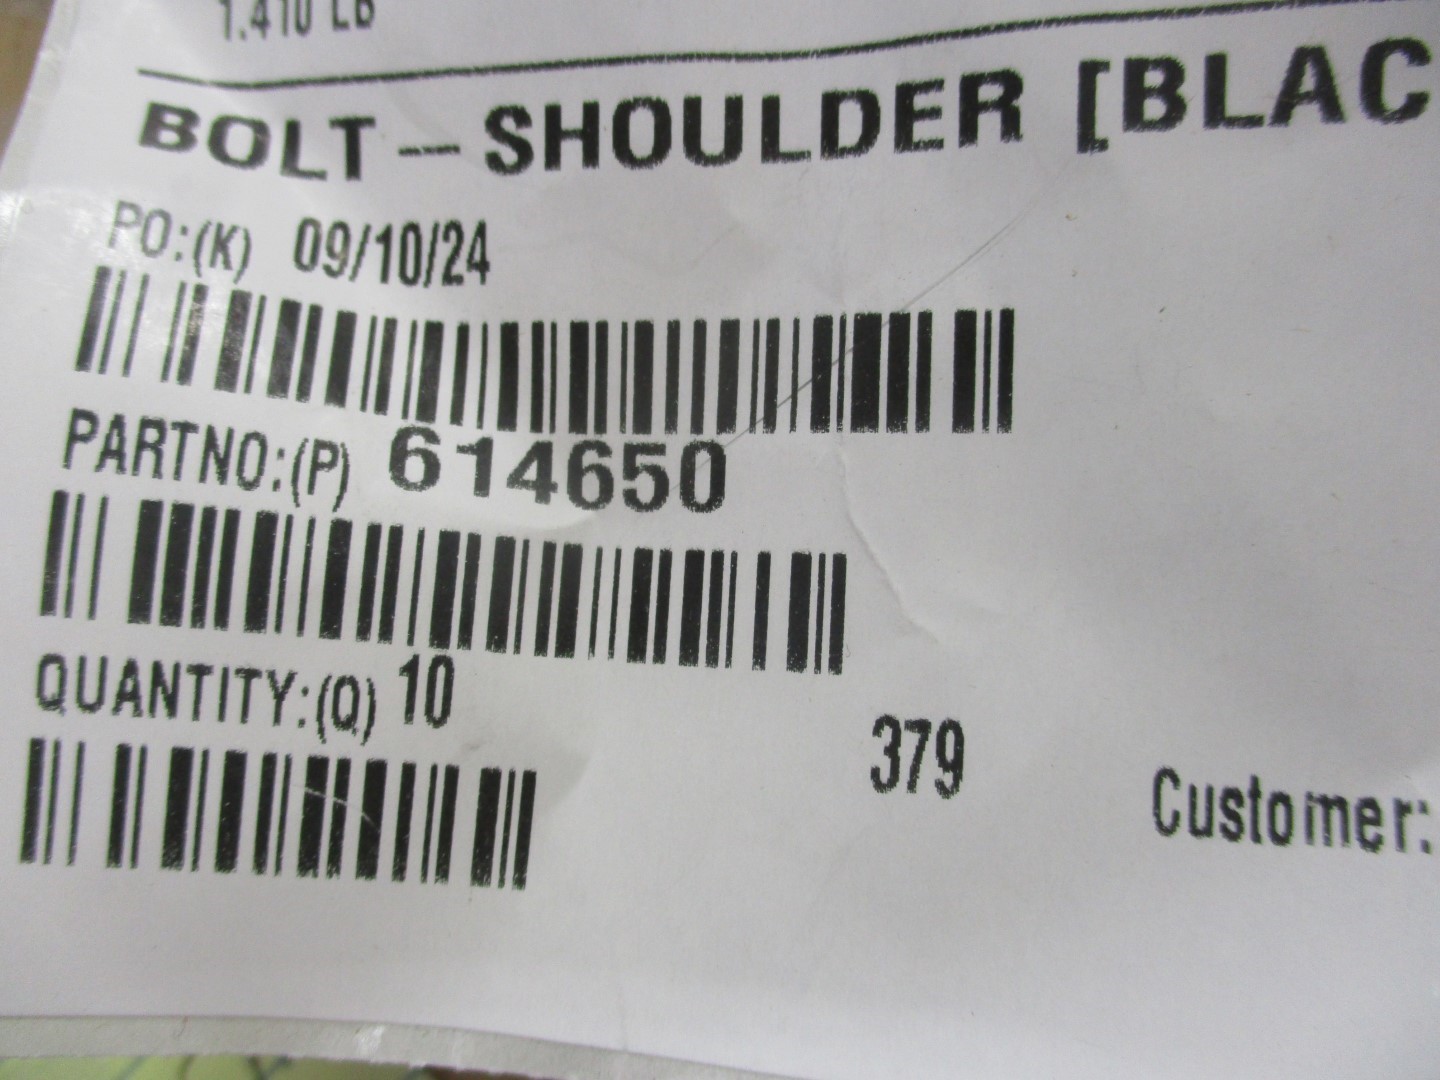 1.410 LB
BOLT - SHOULDER [BLAC
PO:(K) 09/10/24
PARTNO:(P) 614650
QUANTITY:(Q) 10
379
Customer: